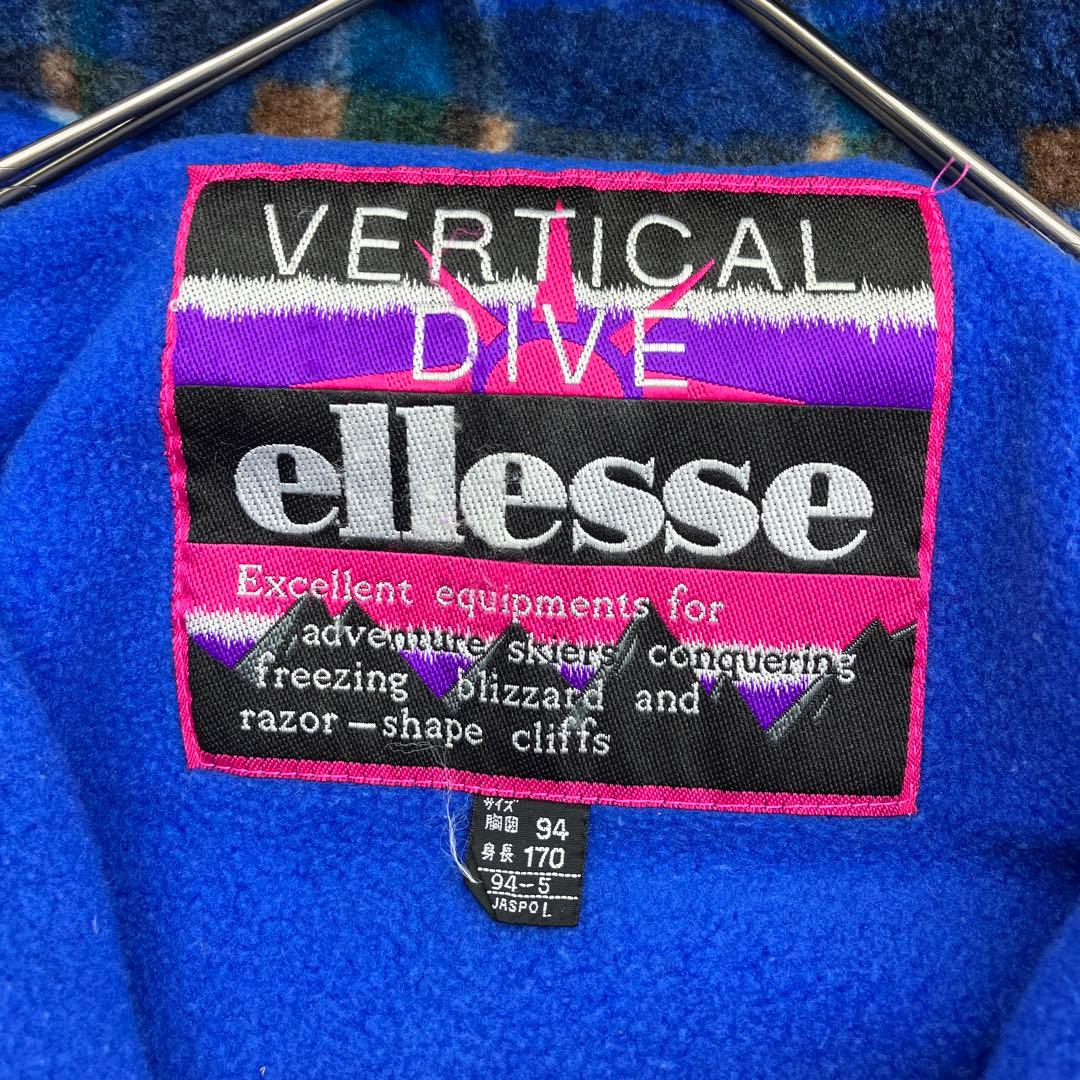 VERTICAL
DIVE
ellesse
Excellent equipments for
adventure skiers conquering
freezing blizzard and
razor—shape cliffs
サイズ
胸囲 94
身長 170
94-5
JASPO L